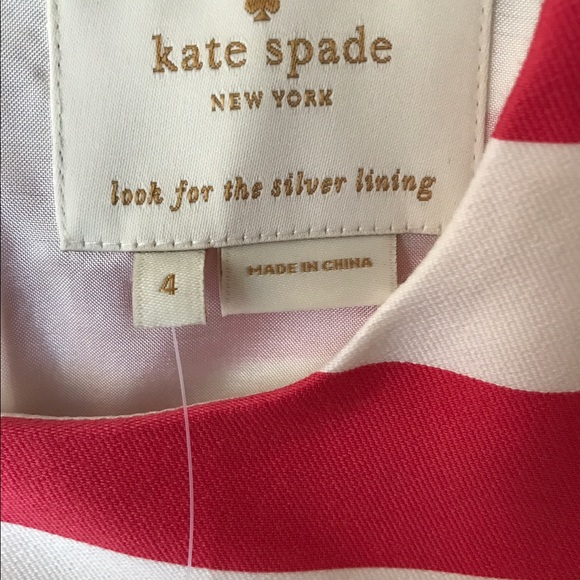 kate spade
NEW YORK
look for the silver lining
4
MADE IN CHINA